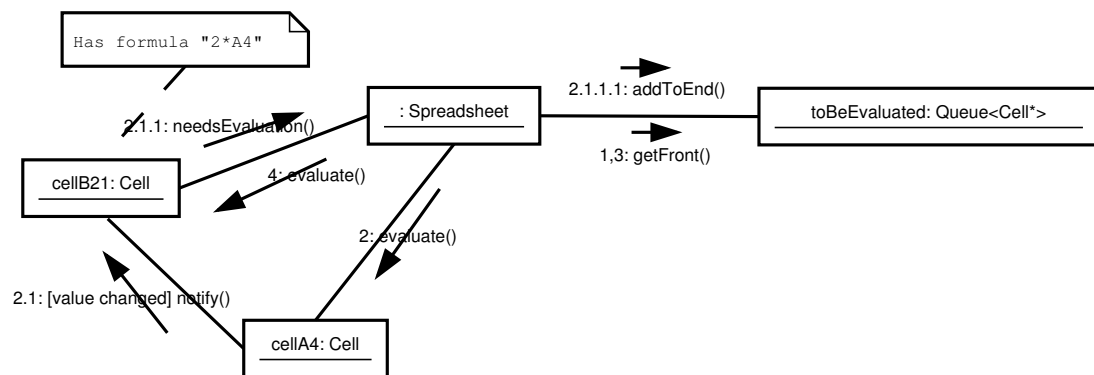 Has formula "2*A4"
2.1.1.1: addToEnd()
: Spreadsheet
toBeEvaluated: Queue<Cell*>
2.1.1: needsEvaluation()
1,3: getFront()
4: evaluate()
cellB21: Cell
2: evaluate()
2.1: [value changed] notify()
cellA4: Cell